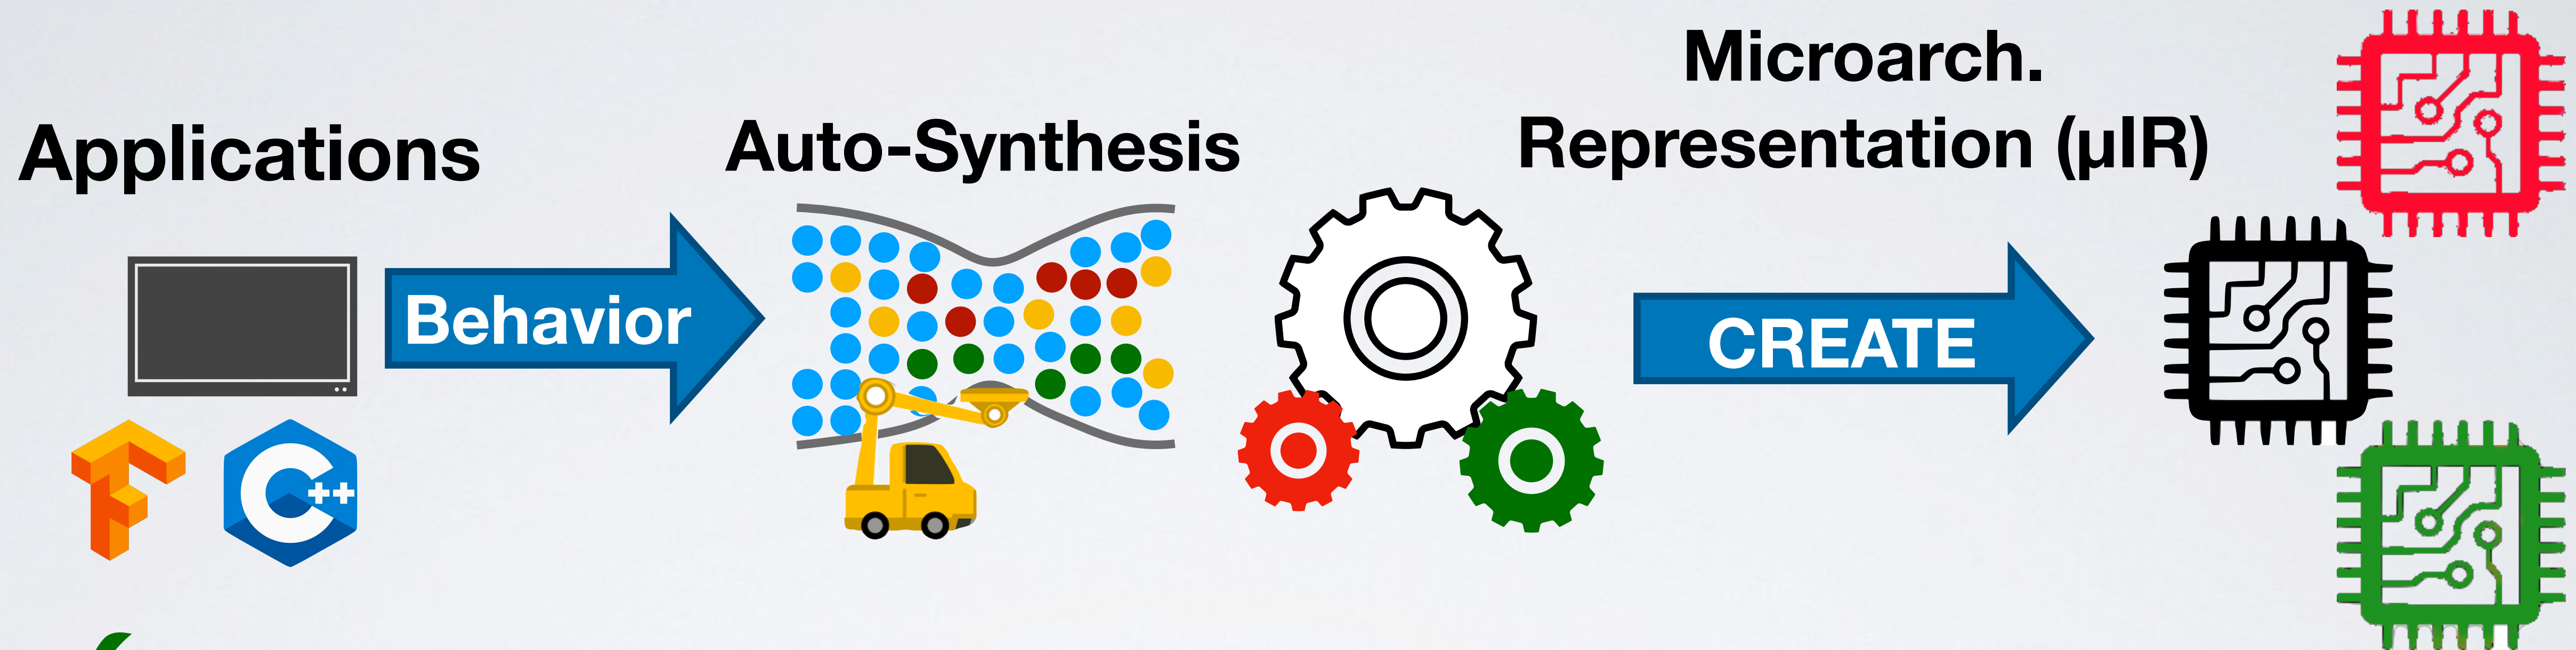 Applications
Auto-Synthesis
Microarch.
Representation (µIR)
Behavior
CREATE
C++